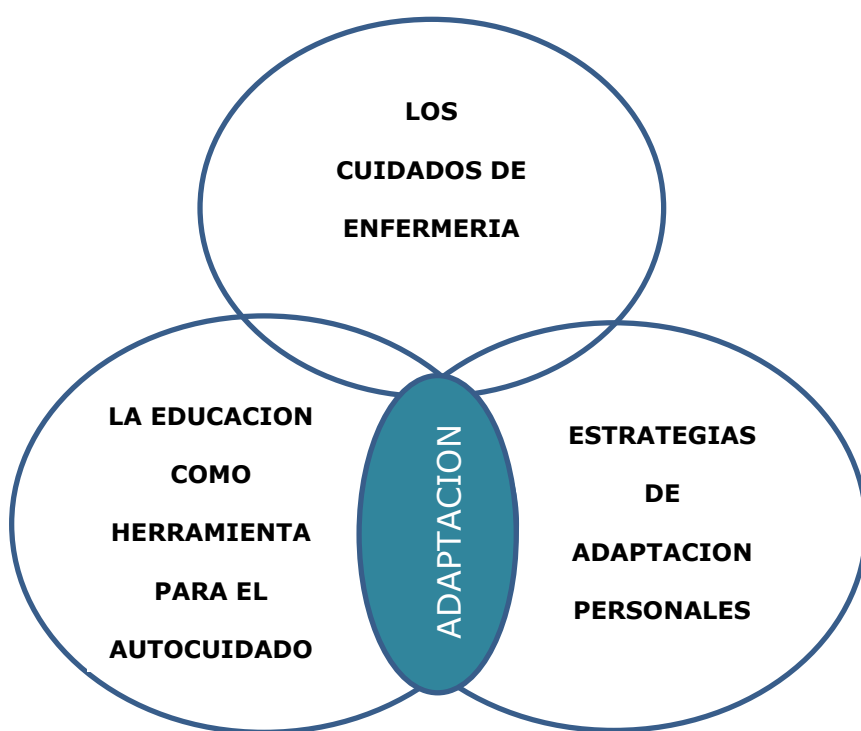 LOS
CUIDADOS DE
ENFERMERIA
LA EDUCACION
COMO
HERRAMIENTA
PARA EL
AUTOCUIDADO
ADAPTACION
ESTRATEGIAS
DE
ADAPTACION
PERSONALES